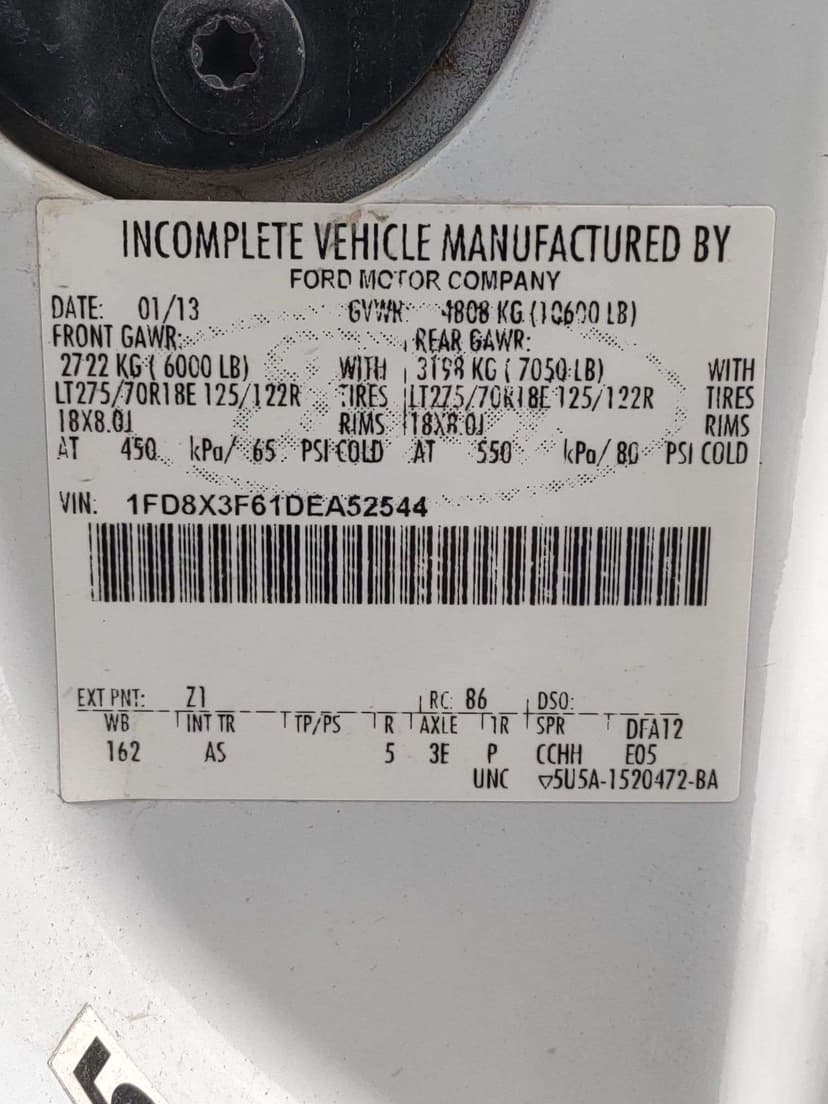 INCOMPLETE VEHICLE MANUFACTURED BY
FORD MOTOR COMPANY
DATE: 01/13 GVWR: 4808 KG (10600 LB)
FRONT GAWR: REAR GAWR:
2722 KG ( 6000 LB) WITH 3198 KG ( 7050 LB) WITH
LT275/70R18E 125/122R TIRES LT275/70R18E 125/122R TIRES
18X8.0J RIMS 18X8.0J RIMS
AT 450 kPa/ 65 PSI COLD AT 550 kPa/ 80 PSI COLD
VIN: 1FD8X3F61DEA52544
EXT PNT: Z1 RC: 86 DSO:
WB INT TR TP/PS R AXLE TR SPR DFA12
162 AS 5 3E P CCHH E05
UNC ▽5U5A-1520472-BA